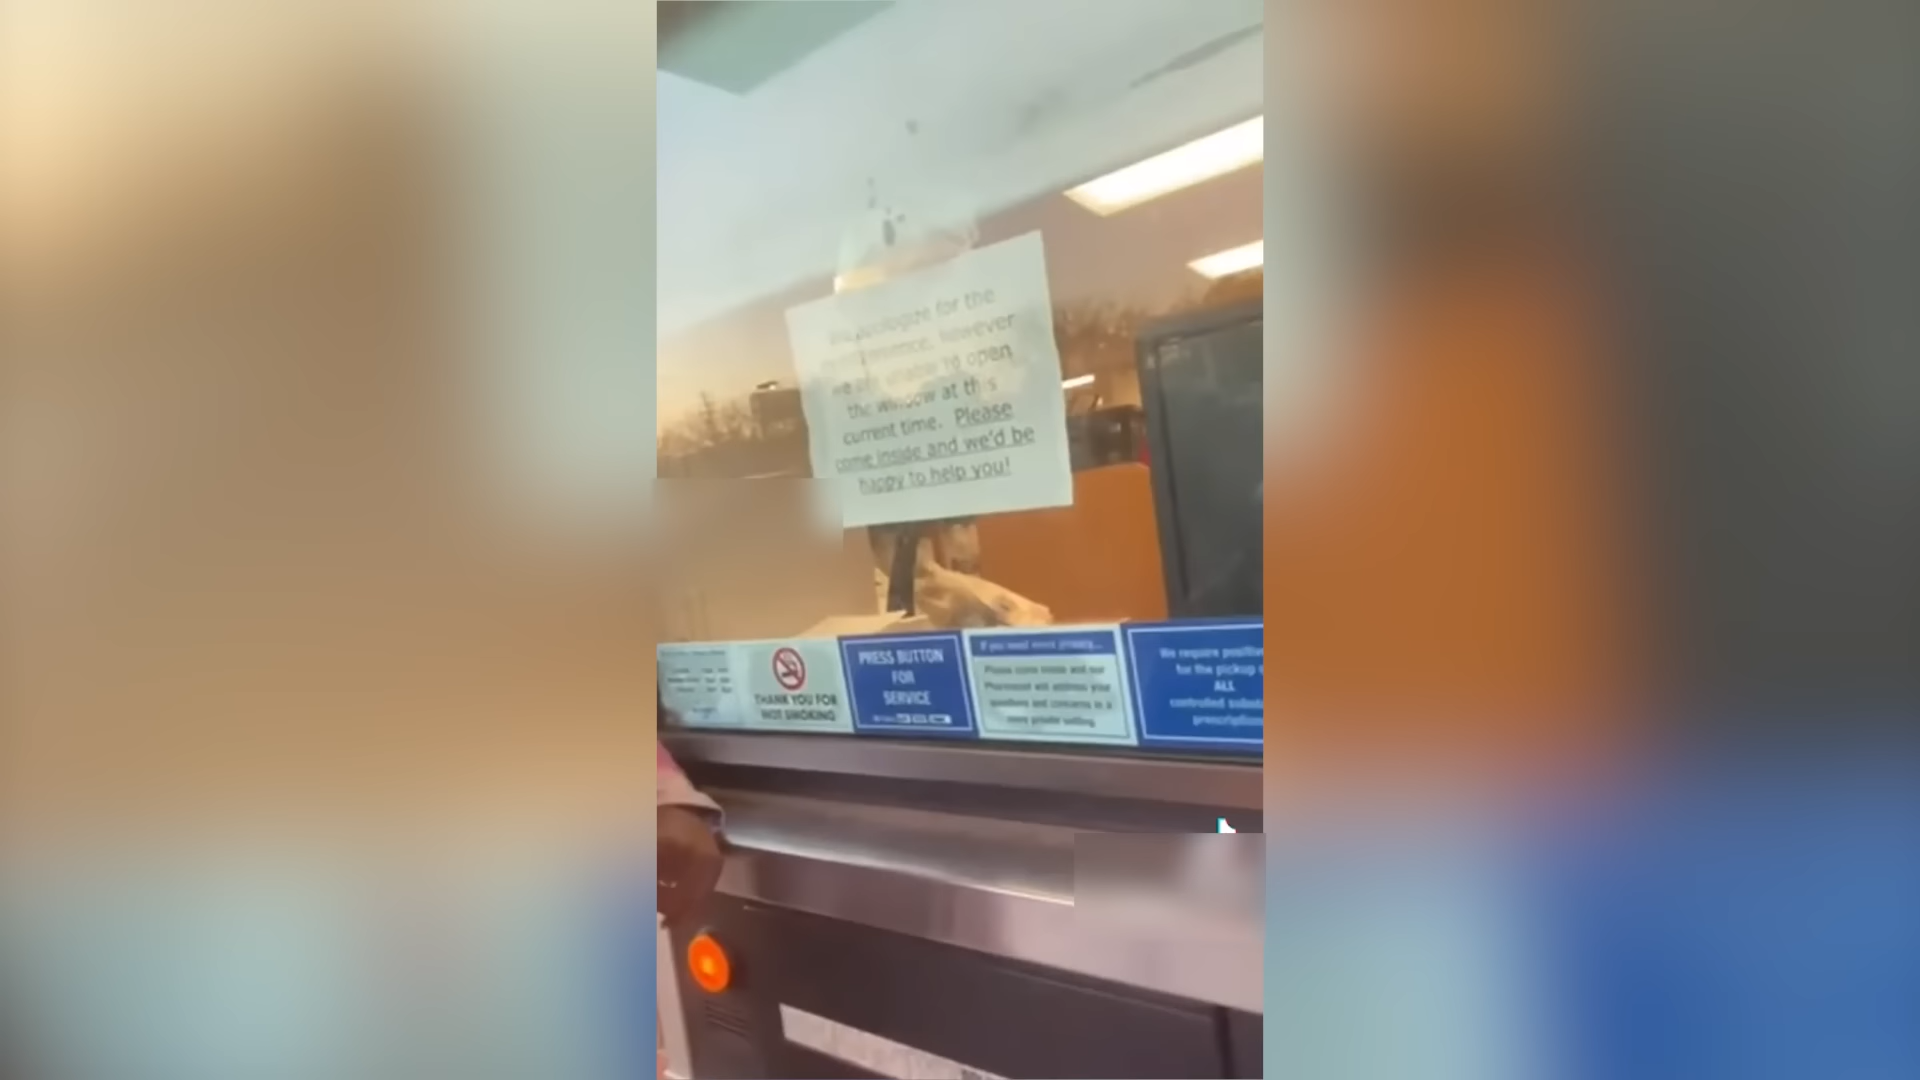 We apologize for the
inconvenience, however
we are unable to open
the window at this
current time. Please
come inside and we'd be
happy to help you!
THANK YOU FOR
NOT SMOKING
PRESS BUTTON
FOR
SERVICE
If you need more privacy...
Please come inside and our
Pharmacist will address your
questions and concerns in a
more private setting
We require positive
for the pickup
ALL
controlled